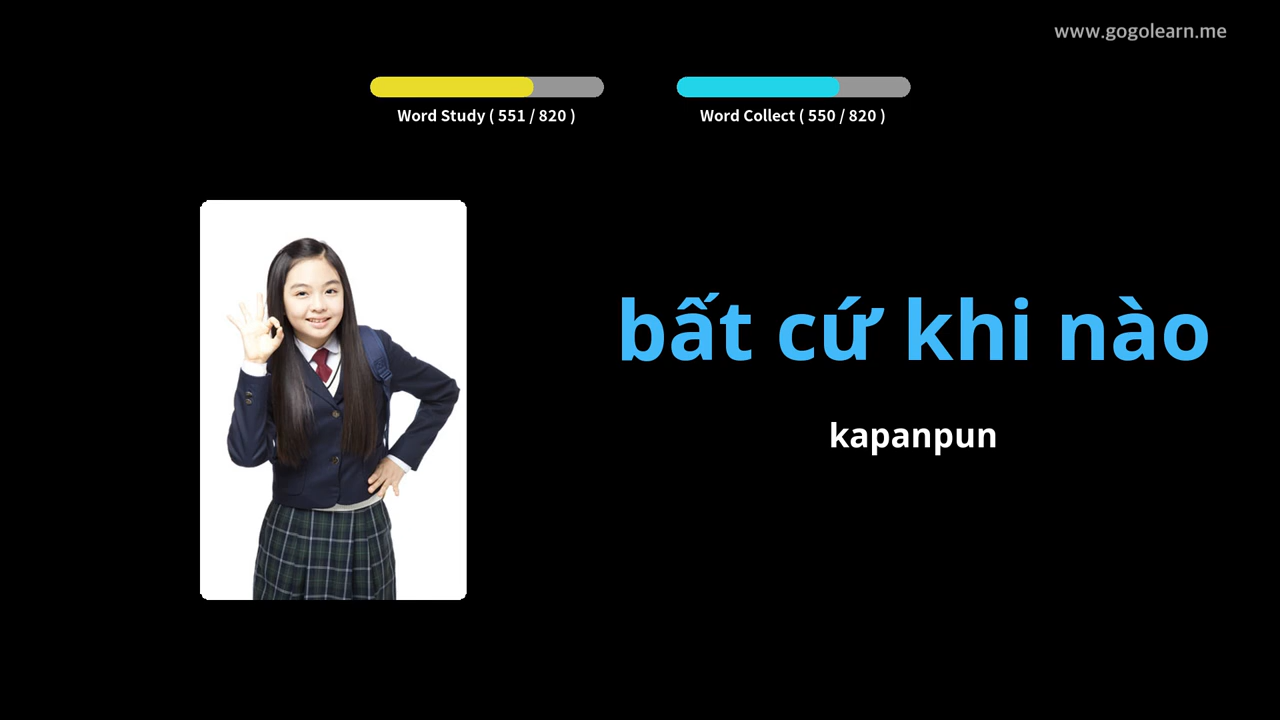 www.gogolearn.me
Word Study ( 551 / 820 )
Word Collect ( 550 / 820 )
bất cứ khi nào
kapanpun